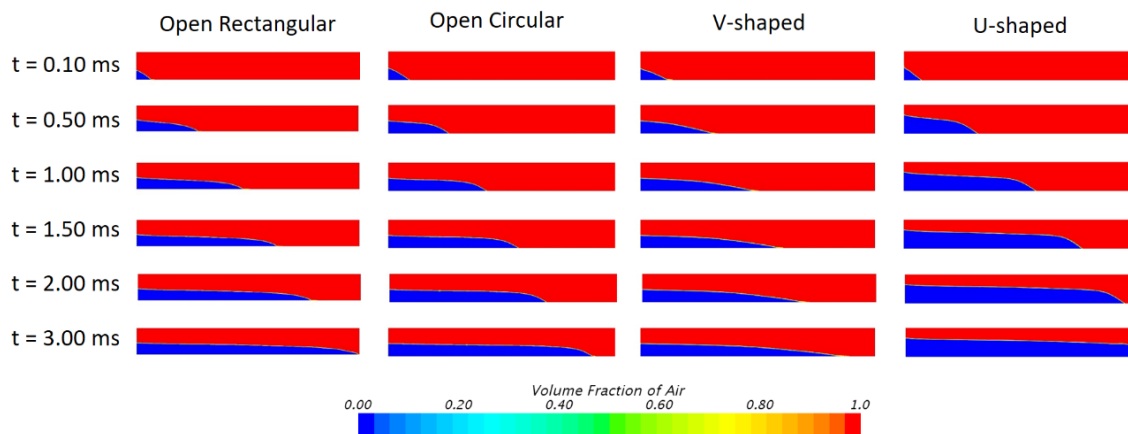 Open Rectangular Open Circular V-shaped U-shaped
t = 0.10 ms
t = 0.50 ms
t = 1.00 ms
t = 1.50 ms
t = 2.00 ms
t = 3.00 ms
Volume Fraction of Air
0.00 0.20 0.40 0.60 0.80 1.0